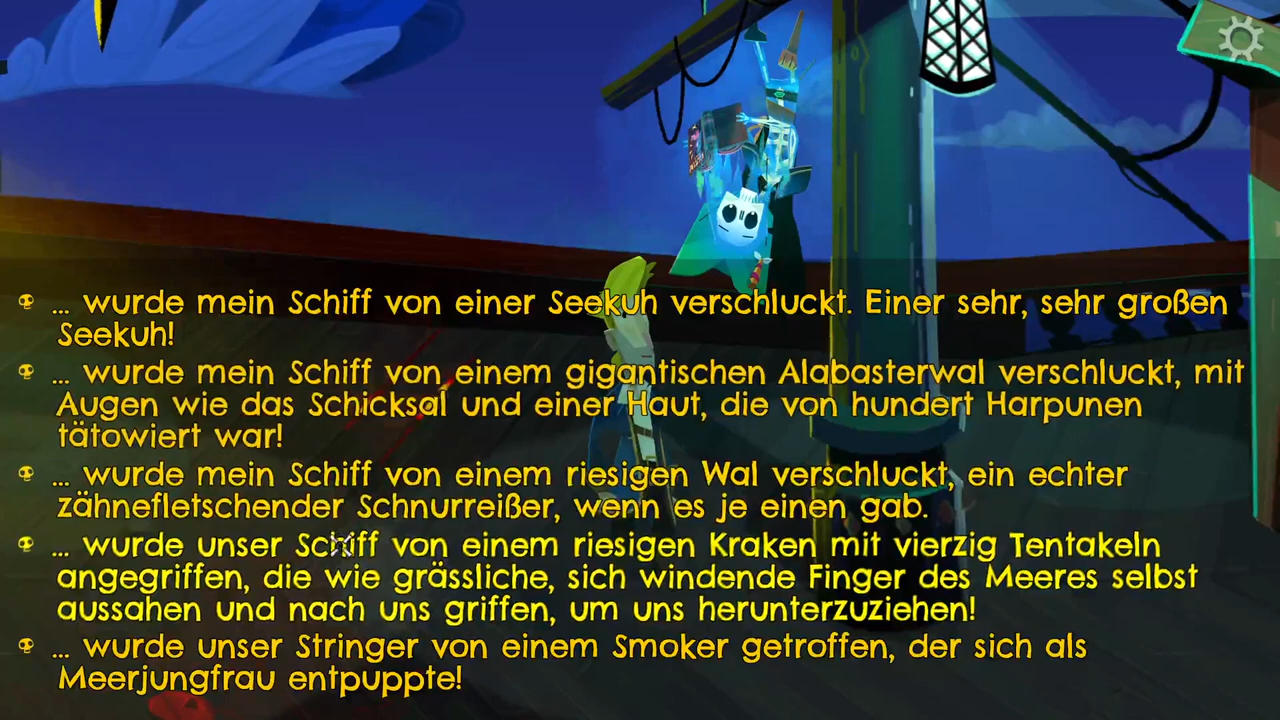 ... wurde mein Schiff von einer Seekuh verschluckt. Einer sehr, sehr großen
Seekuh!
... wurde mein Schiff von einem gigantischen Alabasterwal verschluckt, mit
Augen wie das Schicksal und einer Haut, die von hundert Harpunen
tätowiert war!
... wurde mein Schiff von einem riesigen Wal verschluckt, ein echter
zähnefletschender Schnurreißer, wenn es je einen gab.
... wurde unser Schiff von einem riesigen Kraken mit vierzig Tentakeln
angegriffen, die wie grässliche, sich windende Finger des Meeres selbst
aussahen und nach uns griffen, um uns herunterzuziehen!
... wurde unser Stringer von einem Smoker getroffen, der sich als
Meerjungfrau entpuppte!